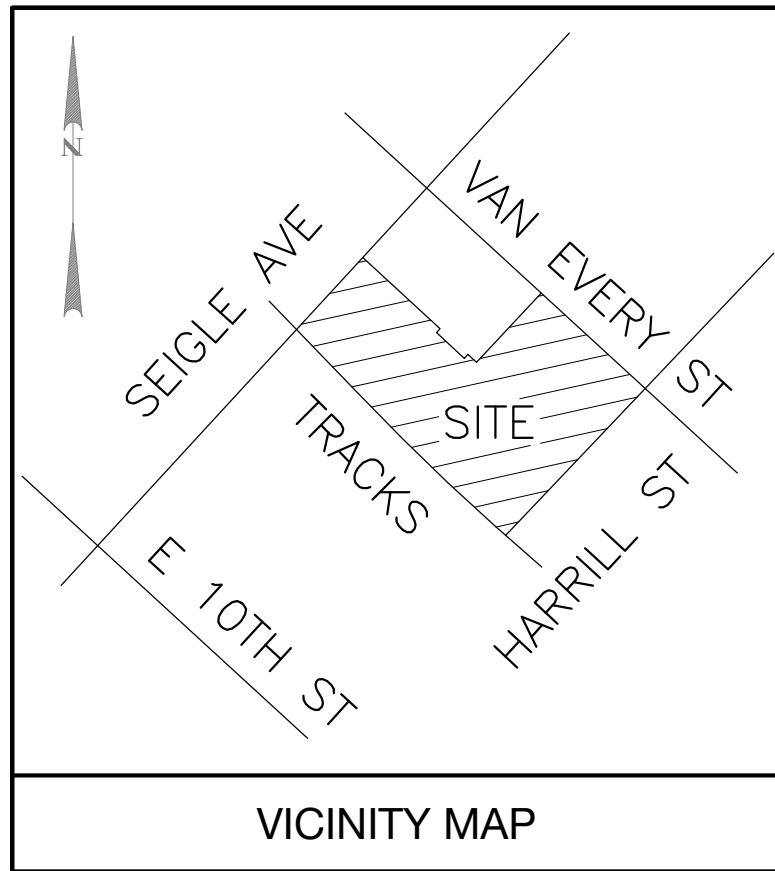 N
VAN EVERY ST
SEIGLE AVE
SITE
TRACKS
HARRILL ST
E 10TH ST
VICINITY MAP